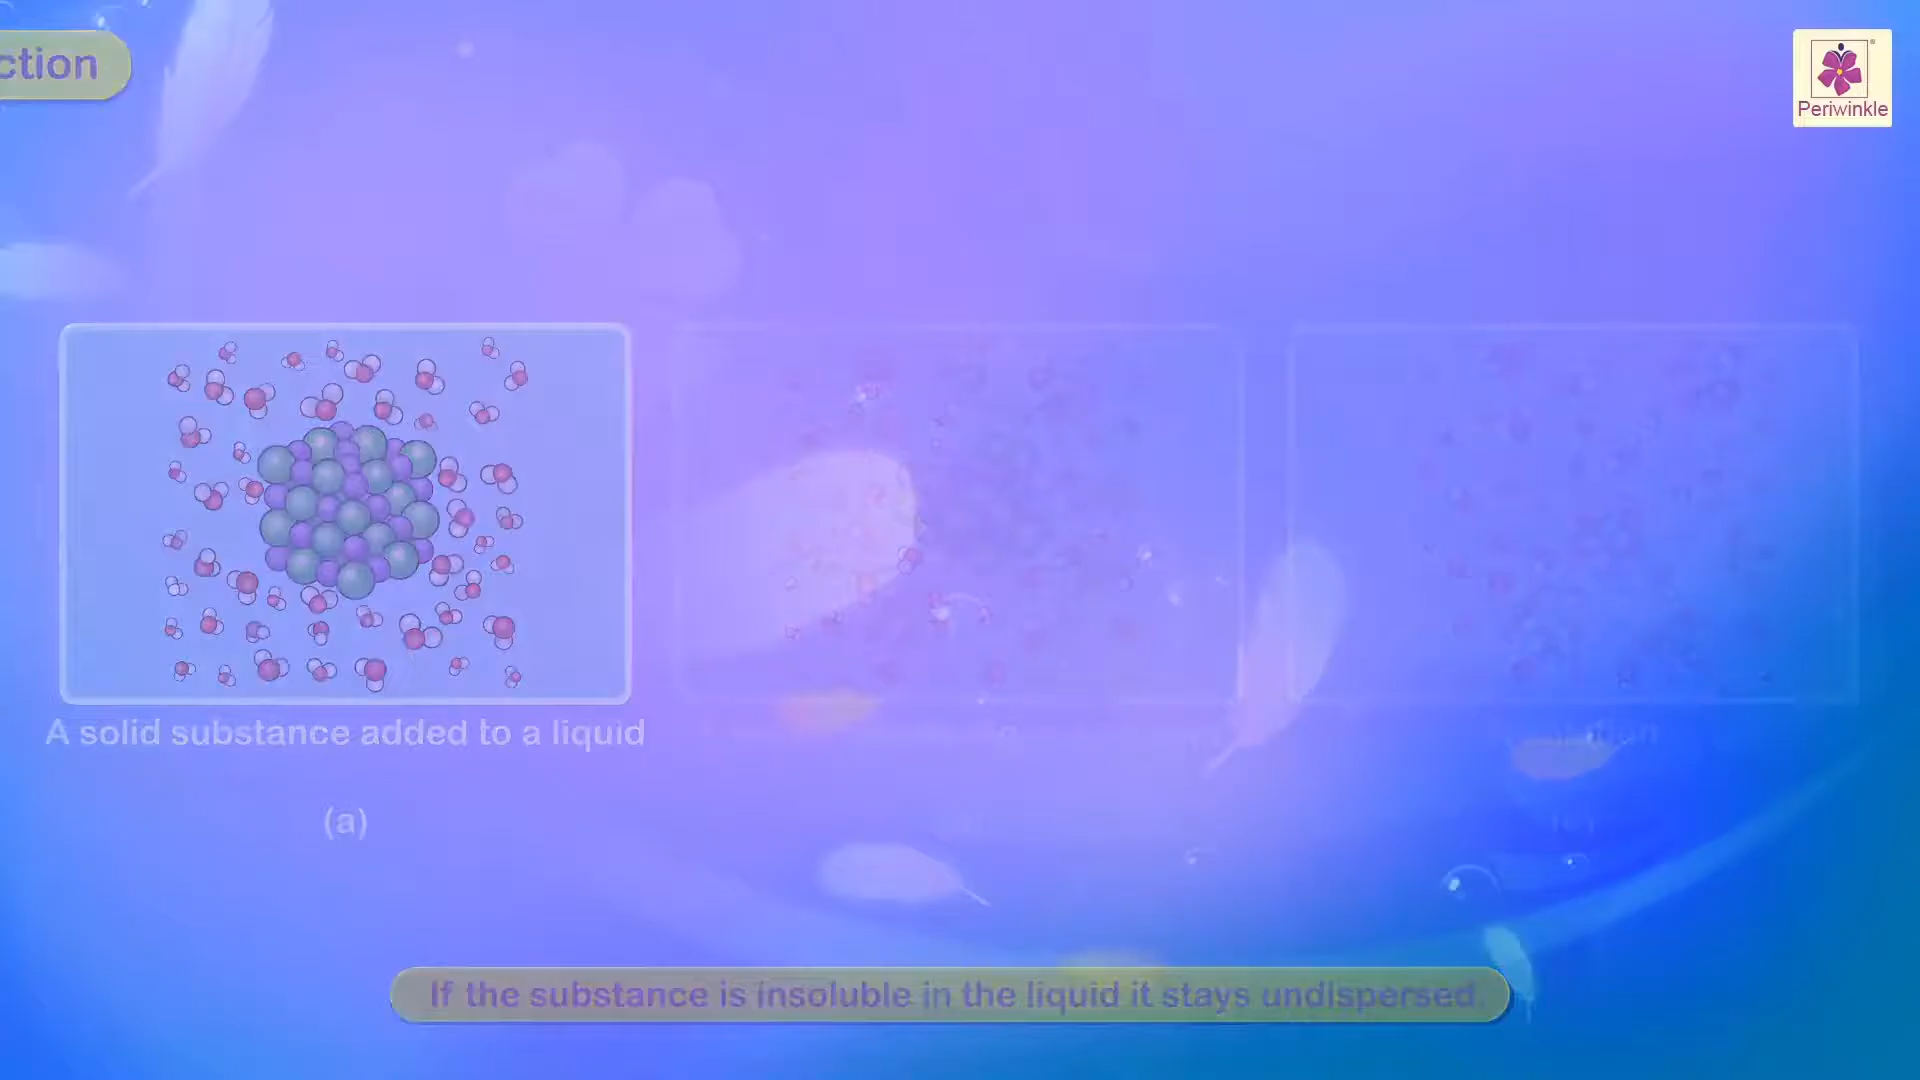 ction
Periwinkle
A solid substance added to a liquid
(a)
If the substance is insoluble in the liquid it stays undispersed.